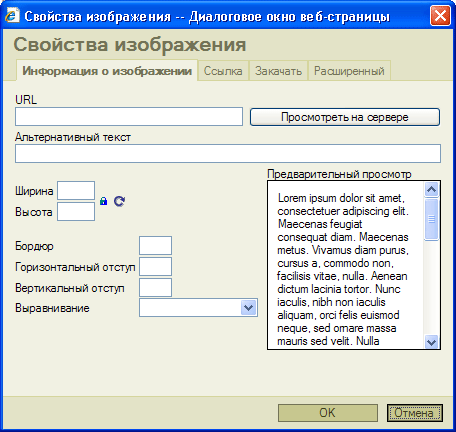 Свойства изображения -- Диалоговое окно веб-страницы
Свойства изображения
Информация о изображении Ссылка Закачать Расширенный
URL
Просмотреть на сервере
Альтернативный текст
Предварительный просмотр
Ширина
Высота
Бордюр
Горизонтальный отступ
Вертикальный отступ
Выравнивание
Lorem ipsum dolor sit amet,
consectetuer adipiscing elit.
Maecenas feugiat
consequat diam. Maecenas
metus. Vivamus diam purus,
cursus a, commodo non,
facilisis vitae, nulla. Aenean
dictum lacinia tortor. Nunc
iaculis, nibh non iaculis
aliquam, orci felis euismod
neque, sed ornare massa
mauris sed velit. Nulla
OK Отмена